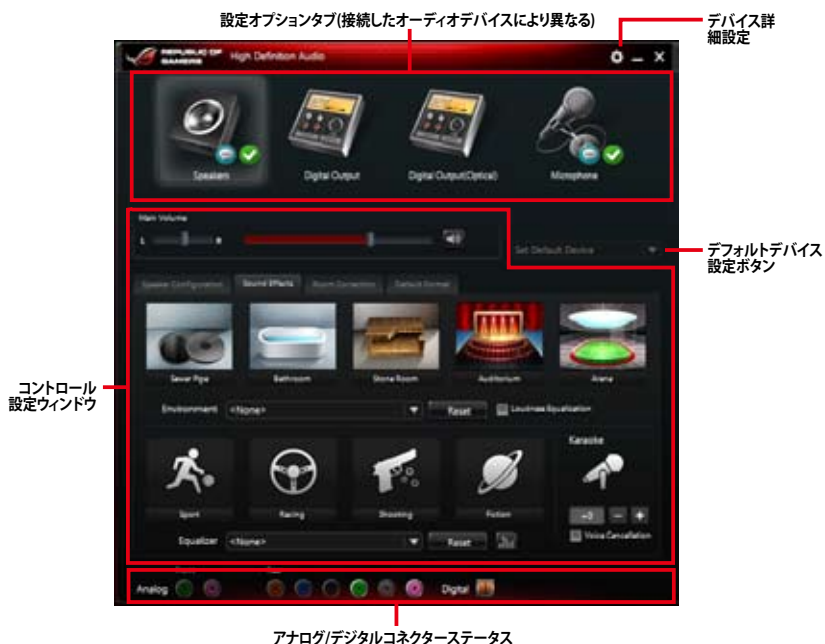 設定オプションタブ(接続したオーディオデバイスにより異なる)
デバイス詳
細設定
REPUBLIC OF
GAMERS
High Definition Audio
Speakers
Digital Output
Digital Output(Optical)
Microphone
Main Volume
L
R
Set Default Device
デフォルトデバイス
設定ボタン
Speaker Configuration
Sound Effects
Room Correction
Default Format
Sewer Pipe
Bathroom
Stone Room
Auditorium
Arena
コントロール
設定ウィンドウ
Environment
<None>
Reset
Loudness Equalization
Karaoke
Sport
Racing
Shooting
Fiction
Equalizer
<None>
Reset
Voice Cancellation
Analog
Digital
アナログ/デジタルコネクターステータス